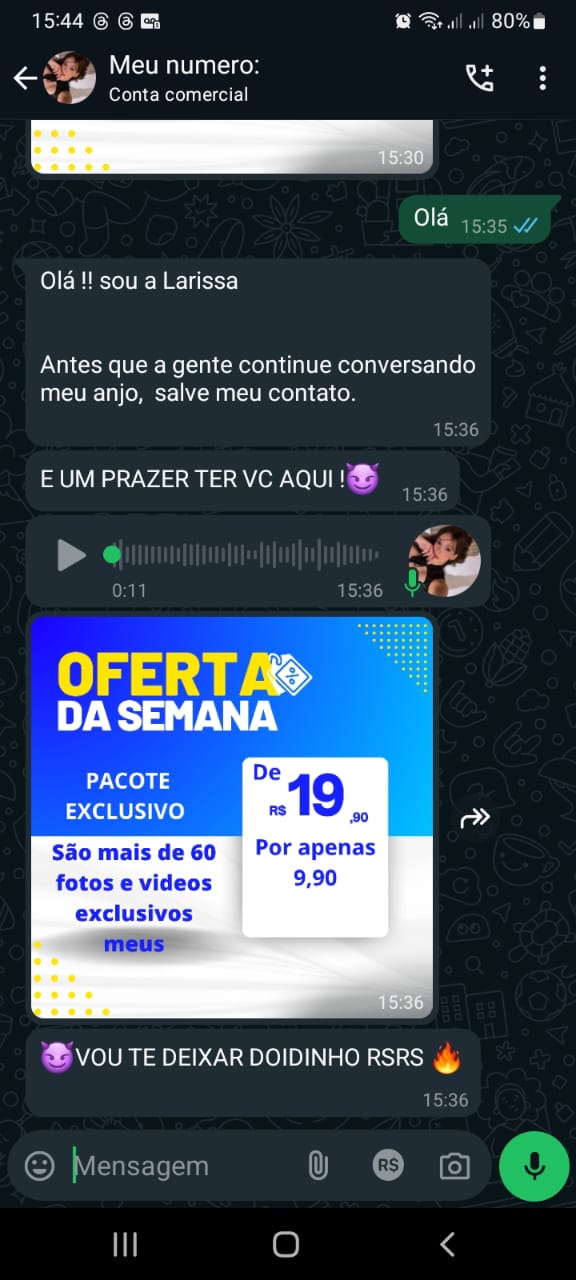 15:44
80%
Meu numero:
Conta comercial
15:30
Olá
15:35
Olá !! sou a Larissa
Antes que a gente continue conversando
meu anjo, salve meu contato.
15:36
E UM PRAZER TER VC AQUI !😈
15:36
0:11
15:36
OFERTA
%
DA SEMANA
PACOTE
EXCLUSIVO
De
R$ 19 ,90
Por apenas
9,90
São mais de 60
fotos e videos
exclusivos
meus
15:36
😈VOU TE DEIXAR DOIDINHO RSRS 🔥
15:36
Mensagem
R$